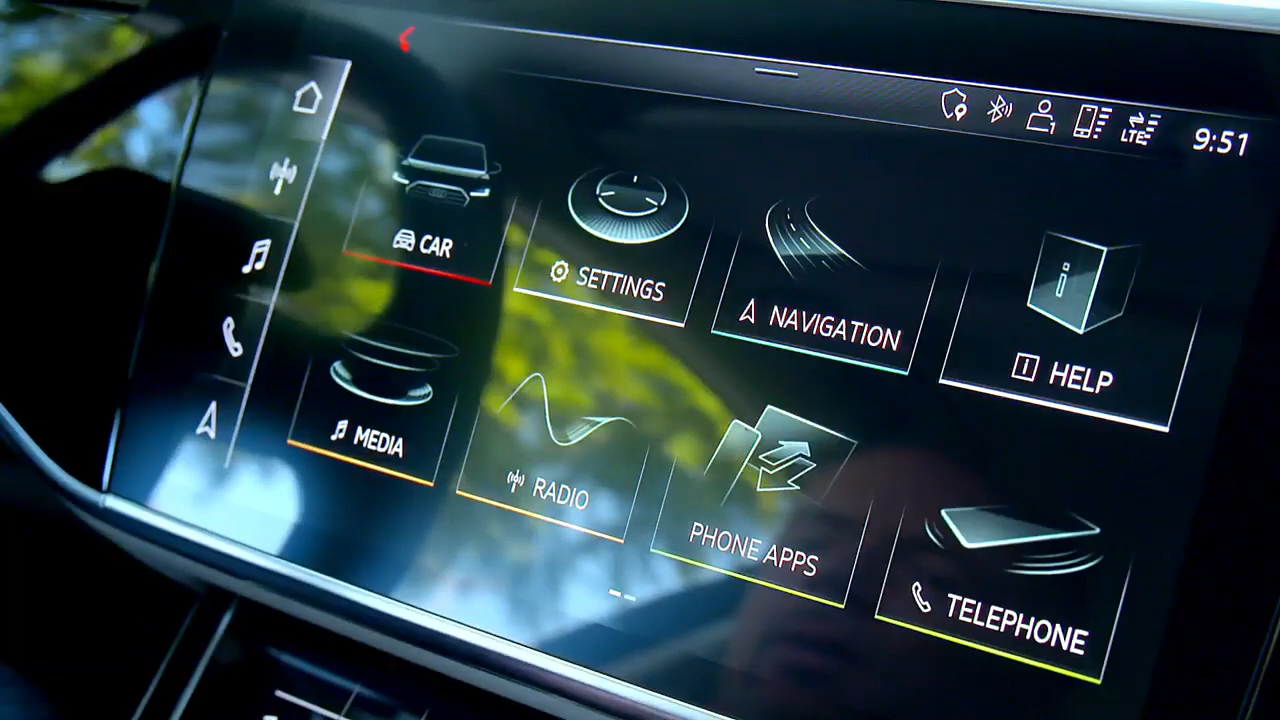 LTE 9:51
CAR
SETTINGS
NAVIGATION
HELP
MEDIA
RADIO
PHONE APPS
TELEPHONE